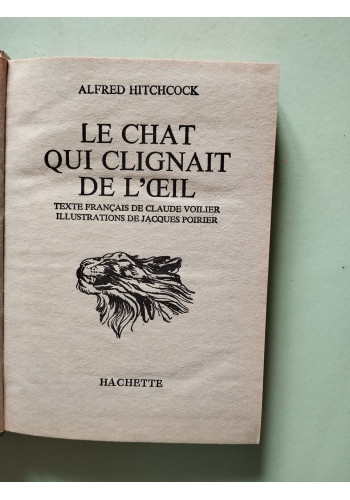 ALFRED HITCHCOCK
LE CHAT
QUI CLIGNAIT
DE L'ŒIL
TEXTE FRANÇAIS DE CLAUDE VOILIER
ILLUSTRATIONS DE JACQUES POIRIER
HACHETTE